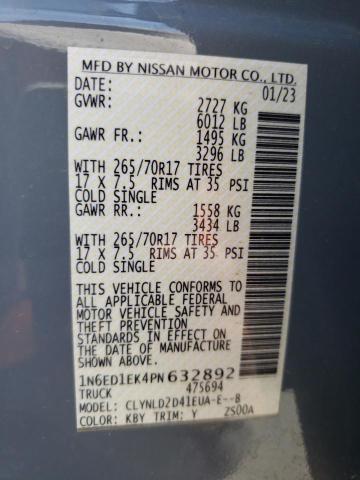 MFD BY NISSAN MOTOR CO., LTD.
DATE: 01/23
GVWR: 2727 KG
6012 LB
GAWR FR.: 1495 KG
3296 LB
WITH 265/70R17 TIRES
17 X 7.5 RIMS AT 35 PSI
COLD SINGLE
GAWR RR.: 1558 KG
3434 LB
WITH 265/70R17 TIRES
17 X 7.5 RIMS AT 35 PSI
COLD SINGLE
THIS VEHICLE CONFORMS TO
ALL APPLICABLE FEDERAL
MOTOR VEHICLE SAFETY
AND THEFT PREVENTION
STANDARDS IN EFFECT ON
THE DATE OF MANUFACTURE
SHOWN ABOVE.
1N6ED1EK4PN632892
TRUCK 475694
MODEL: CLYNLD2D41EUA-E--B
COLOR: KBY TRIM: Y ZS00A